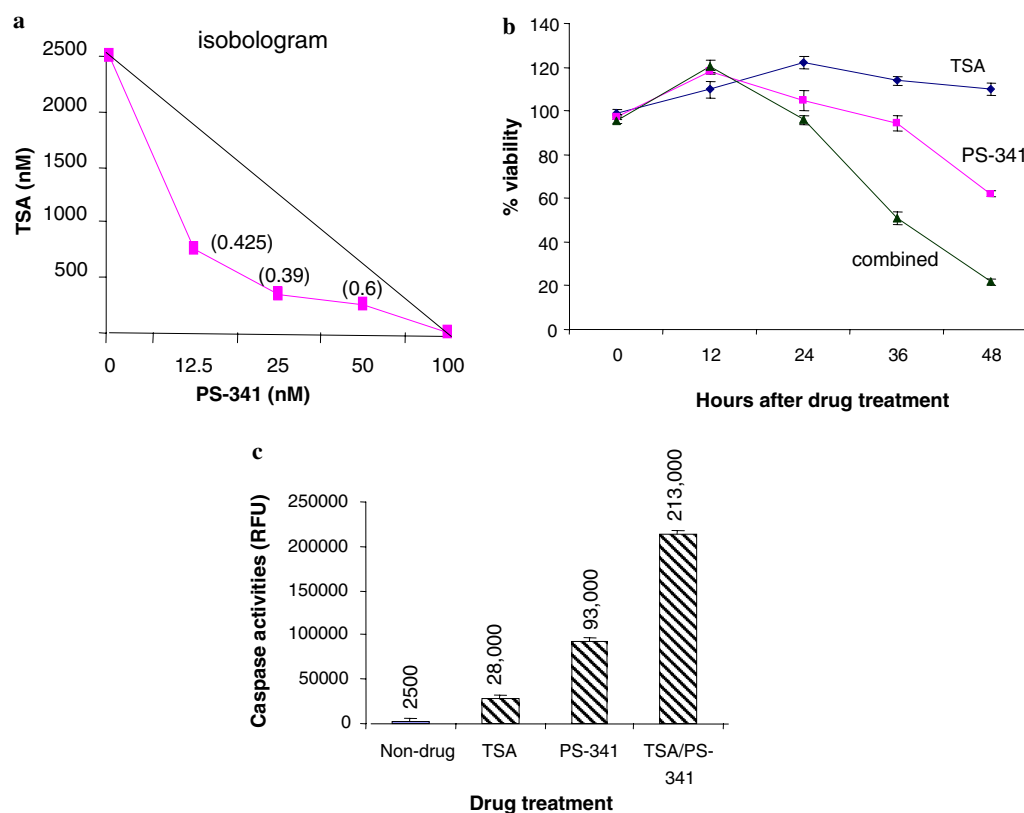 a
isobologram
2500
2000
1500
1000
500
TSA (nM)
(0.425)
(0.39)
(0.6)
0 12.5 25 50 100
PS-341 (nM)
b
140
120
100
80
60
40
20
0
% viability
TSA
PS-341
combined
0 12 24 36 48
Hours after drug treatment
c
250000
200000
150000
100000
50000
0
Caspase activities (RFU)
2500
28,000
93,000
213,000
Non-drug TSA PS-341 TSA/PS-
341
Drug treatment